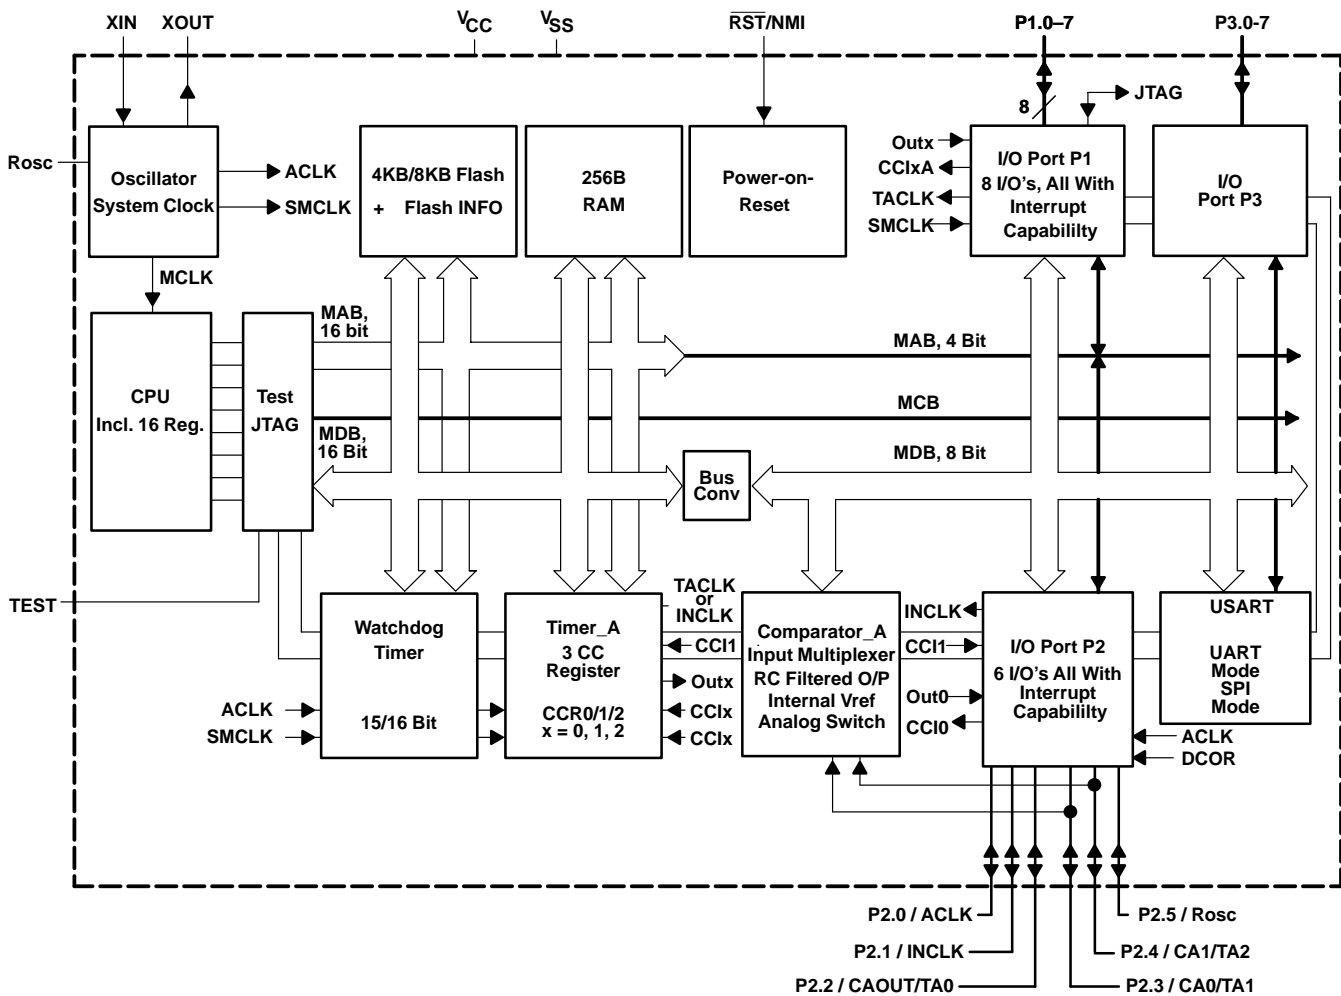 XIN
XOUT
VCC
VSS
RST/NMI
P1.0–7
P3.0-7
8
JTAG
Rosc
Oscillator
System Clock
ACLK
SMCLK
4KB/8KB Flash
+ Flash INFO
256B
RAM
Power-on-
Reset
Outx
CCIxA
TACLK
SMCLK
I/O Port P1
8 I/O's, All With
Interrupt
Capabililty
I/O
Port P3
MCLK
MAB,
16 bit
MAB, 4 Bit
CPU
Incl. 16 Reg.
Test
JTAG
MCB
MDB,
16 Bit
MDB, 8 Bit
Bus
Conv
TEST
Watchdog
Timer
15/16 Bit
ACLK
SMCLK
Timer_A
3 CC
Register
CCR0/1/2
x = 0, 1, 2
TACLK
or
INCLK
CCI1
Outx
CCIx
CCIx
Comparator_A
Input Multiplexer
RC Filtered O/P
Internal Vref
Analog Switch
INCLK
CCI1
Out0
CCI0
I/O Port P2
6 I/O's All With
Interrupt
Capabililty
USART
UART
Mode
SPI
Mode
ACLK
DCOR
P2.0 / ACLK
P2.5 / Rosc
P2.1 / INCLK
P2.4 / CA1/TA2
P2.2 / CAOUT/TA0
P2.3 / CA0/TA1